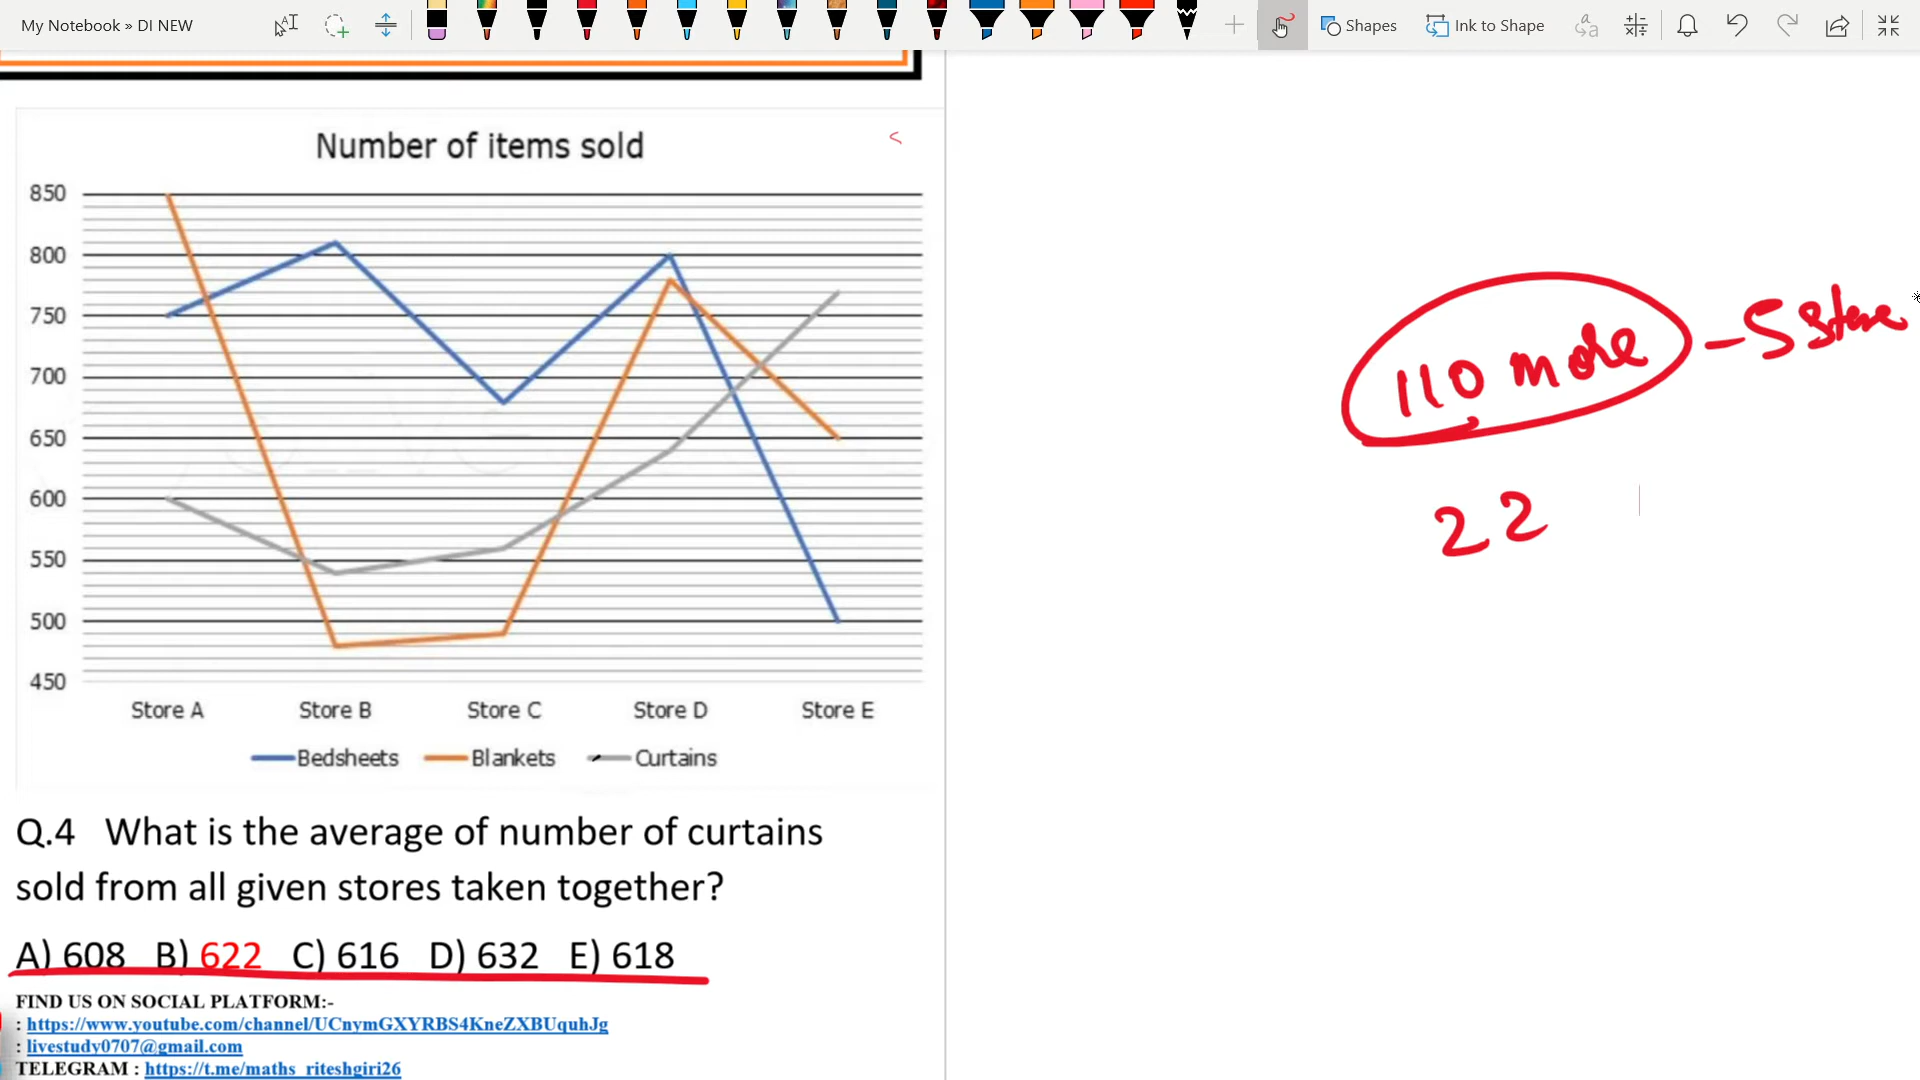 My Notebook » DI NEW
Shapes
Ink to Shape
Number of items sold
850
800
750
700
650
600
550
500
450
Store A Store B Store C Store D Store E
Bedsheets Blankets Curtains
110 more - 5 store
22
Q.4 What is the average of number of curtains
sold from all given stores taken together?
A) 608 B) 622 C) 616 D) 632 E) 618
FIND US ON SOCIAL PLATFORM:-
: https://www.youtube.com/channel/UCnymGXYRBS4KneZXBUquhJg
: livestudy0707@gmail.com
TELEGRAM : https://t.me/maths_riteshgiri26